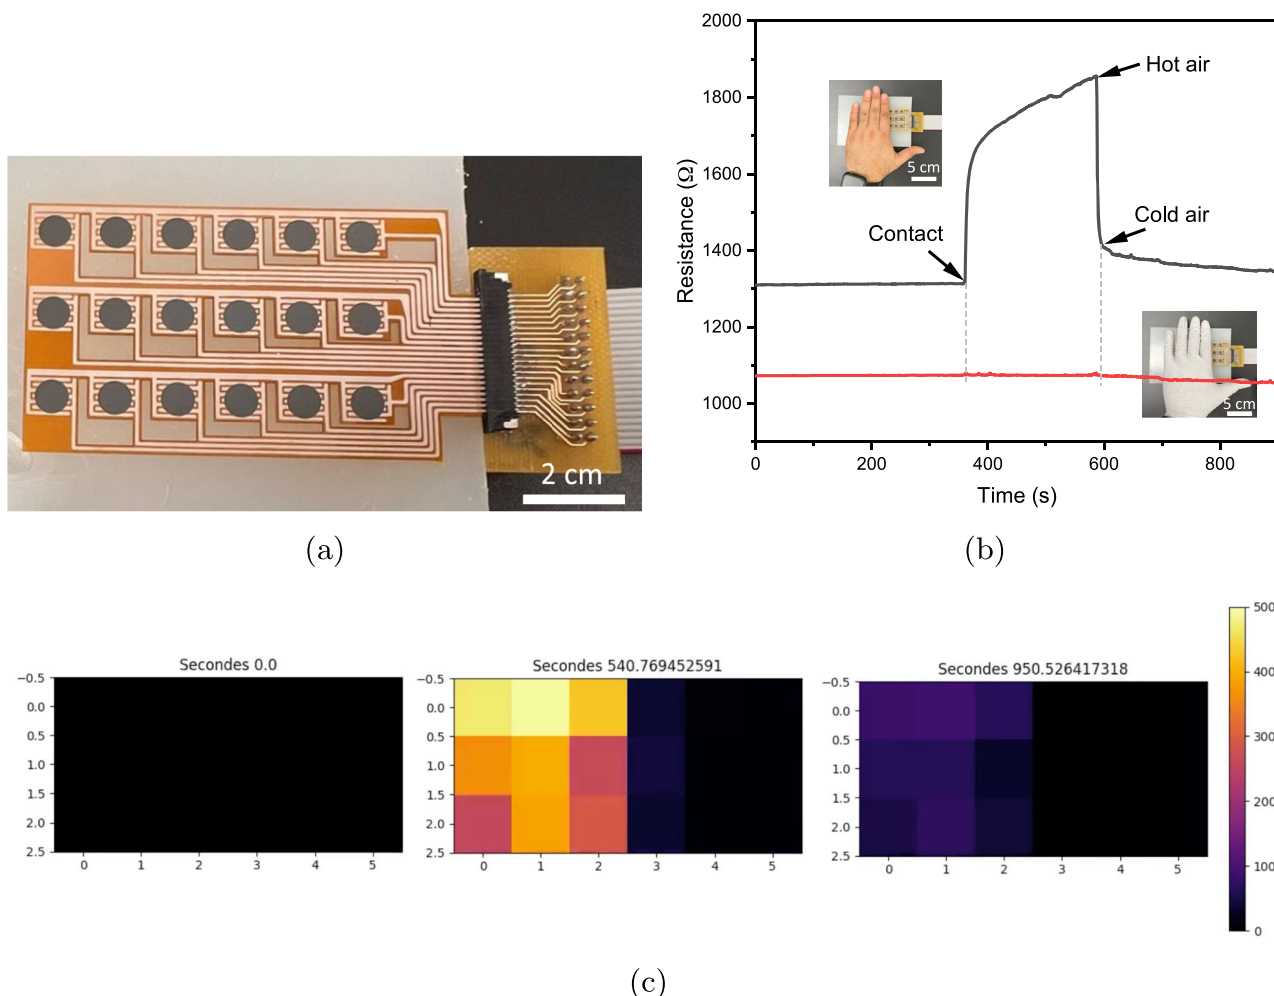 2 cm
(a)
2000
1800
1600
1400
1200
1000
Resistance (Ω)
0
200
400
600
800
Time (s)
Contact
Hot air
Cold air
5 cm
5 cm
(b)
Secondes 0.0
−0.5
0.0
0.5
1.0
1.5
2.0
2.5
0 1 2 3 4 5
Secondes 540.769452591
−0.5
0.0
0.5
1.0
1.5
2.0
2.5
0 1 2 3 4 5
Secondes 950.526417318
−0.5
0.0
0.5
1.0
1.5
2.0
2.5
0 1 2 3 4 5
500
400
300
200
100
0
(c)